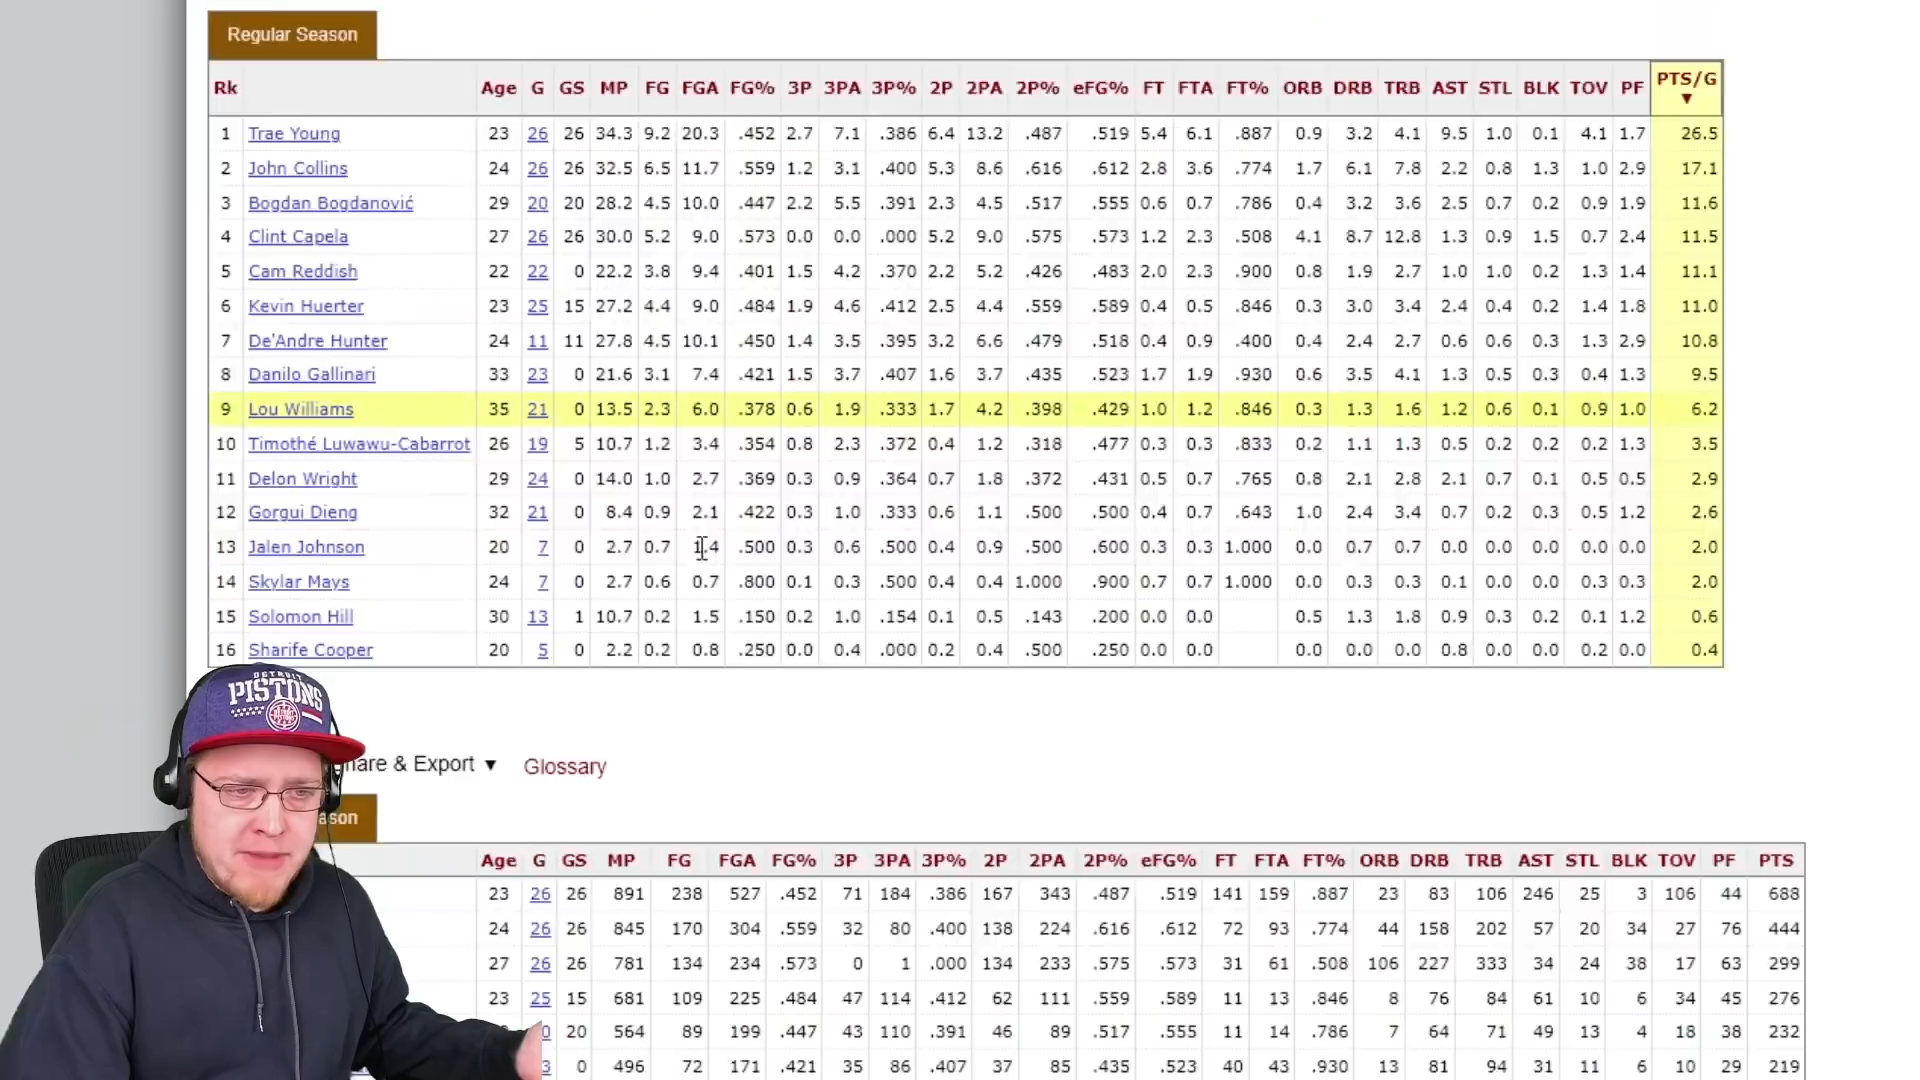 Regular Season
Rk Age G GS MP FG FGA FG% 3P 3PA 3P% 2P 2PA 2P% eFG% FT FTA FT% ORB DRB TRB AST STL BLK TOV PF PTS/G ▼
1 Trae Young 23 26 26 34.3 9.2 20.3 .452 2.7 7.1 .386 6.4 13.2 .487 .519 5.4 6.1 .887 0.9 3.2 4.1 9.5 1.0 0.1 4.1 1.7 26.5
2 John Collins 24 26 26 32.5 6.5 11.7 .559 1.2 3.1 .400 5.3 8.6 .616 .612 2.8 3.6 .774 1.7 6.1 7.8 2.2 0.8 1.3 1.0 2.9 17.1
3 Bogdan Bogdanović 29 20 20 28.2 4.5 10.0 .447 2.2 5.5 .391 2.3 4.5 .517 .555 0.6 0.7 .786 0.4 3.2 3.6 2.5 0.7 0.2 0.9 1.9 11.6
4 Clint Capela 27 26 26 30.0 5.2 9.0 .573 0.0 0.0 .000 5.2 9.0 .575 .573 1.2 2.3 .508 4.1 8.7 12.8 1.3 0.9 1.5 0.7 2.4 11.5
5 Cam Reddish 22 22 0 22.2 3.8 9.4 .401 1.5 4.2 .370 2.2 5.2 .426 .483 2.0 2.3 .900 0.8 1.9 2.7 1.0 1.0 0.2 1.3 1.4 11.1
6 Kevin Huerter 23 25 15 27.2 4.4 9.0 .484 1.9 4.6 .412 2.5 4.4 .559 .589 0.4 0.5 .846 0.3 3.0 3.4 2.4 0.4 0.2 1.4 1.8 11.0
7 De'Andre Hunter 24 11 11 27.8 4.5 10.1 .450 1.4 3.5 .395 3.2 6.6 .479 .518 0.4 0.9 .400 0.4 2.4 2.7 0.6 0.6 0.3 1.3 2.9 10.8
8 Danilo Gallinari 33 23 0 21.6 3.1 7.4 .421 1.5 3.7 .407 1.6 3.7 .435 .523 1.7 1.9 .930 0.6 3.5 4.1 1.3 0.5 0.3 0.4 1.3 9.5
9 Lou Williams 35 21 0 13.5 2.3 6.0 .378 0.6 1.9 .333 1.7 4.2 .398 .429 1.0 1.2 .846 0.3 1.3 1.6 1.2 0.6 0.1 0.9 1.0 6.2
10 Timothé Luwawu-Cabarrot 26 19 5 10.7 1.2 3.4 .354 0.8 2.3 .372 0.4 1.2 .318 .477 0.3 0.3 .833 0.2 1.1 1.3 0.5 0.2 0.2 0.2 1.3 3.5
11 Delon Wright 29 24 0 14.0 1.0 2.7 .369 0.3 0.9 .364 0.7 1.8 .372 .431 0.5 0.7 .765 0.8 2.1 2.8 2.1 0.7 0.1 0.5 0.5 2.9
12 Gorgui Dieng 32 21 0 8.4 0.9 2.1 .422 0.3 1.0 .333 0.6 1.1 .500 .500 0.4 0.7 .643 1.0 2.4 3.4 0.7 0.2 0.3 0.5 1.2 2.6
13 Jalen Johnson 20 7 0 2.7 0.7 1.4 .500 0.3 0.6 .500 0.4 0.9 .500 .600 0.3 0.3 1.000 0.0 0.7 0.7 0.0 0.0 0.0 0.0 0.0 2.0
14 Skylar Mays 24 7 0 2.7 0.6 0.7 .800 0.1 0.3 .500 0.4 0.4 1.000 .900 0.7 0.7 1.000 0.0 0.3 0.3 0.1 0.0 0.0 0.3 0.3 2.0
15 Solomon Hill 30 13 1 10.7 0.2 1.5 .150 0.2 1.0 .154 0.1 0.5 .143 .200 0.0 0.0 0.5 1.3 1.8 0.9 0.3 0.2 0.1 1.2 0.6
16 Sharife Cooper 20 5 0 2.2 0.2 0.8 .250 0.0 0.4 .000 0.2 0.4 .500 .250 0.0 0.0 0.0 0.0 0.0 0.8 0.0 0.0 0.2 0.0 0.4
DETROIT
PISTONS
& Export ▼ Glossary
Age G GS MP FG FGA FG% 3P 3PA 3P% 2P 2PA 2P% eFG% FT FTA FT% ORB DRB TRB AST STL BLK TOV PF PTS
23 26 26 891 238 527 .452 71 184 .386 167 343 .487 .519 141 159 .887 23 83 106 246 25 3 106 44 688
24 26 26 845 170 304 .559 32 80 .400 138 224 .616 .612 72 93 .774 44 158 202 57 20 34 27 76 444
27 26 26 781 134 234 .573 0 1 .000 134 233 .575 .573 31 61 .508 106 227 333 34 24 38 17 63 299
23 25 15 681 109 225 .484 47 114 .412 62 111 .559 .589 11 13 .846 8 76 84 61 10 6 34 45 276
20 564 89 199 .447 43 110 .391 46 89 .517 .555 11 14 .786 7 64 71 49 13 4 18 38 232
0 496 72 171 .421 35 86 .407 37 85 .435 .523 40 43 .930 13 81 94 31 11 6 10 29 219